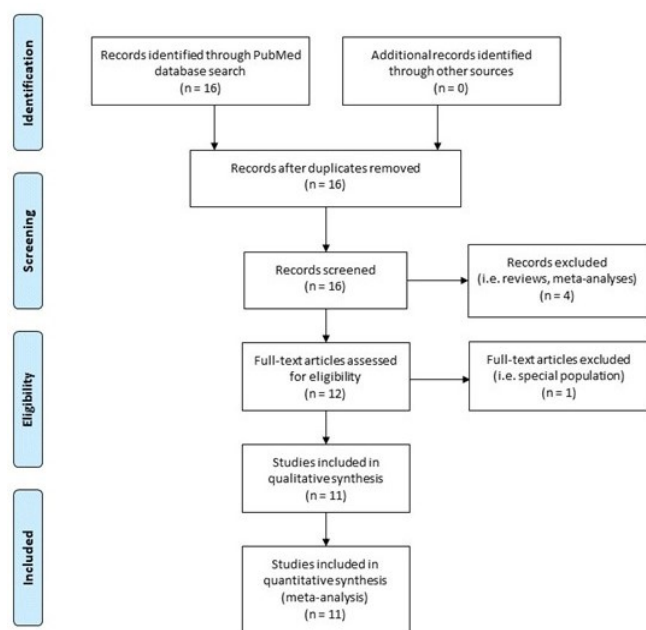 Identification
Records identified through PubMed
database search
(n = 16)
Additional records identified
through other sources
(n = 0)
Records after duplicates removed
(n = 16)
Screening
Records screened
(n = 16)
Records excluded
(i.e. reviews, meta-analyses)
(n = 4)
Eligibility
Full-text articles assessed
for eligibility
(n = 12)
Full-text articles excluded
(i.e. special population)
(n = 1)
Studies included in
qualitative synthesis
(n = 11)
Included
Studies included in
quantitative synthesis
(meta-analysis)
(n = 11)